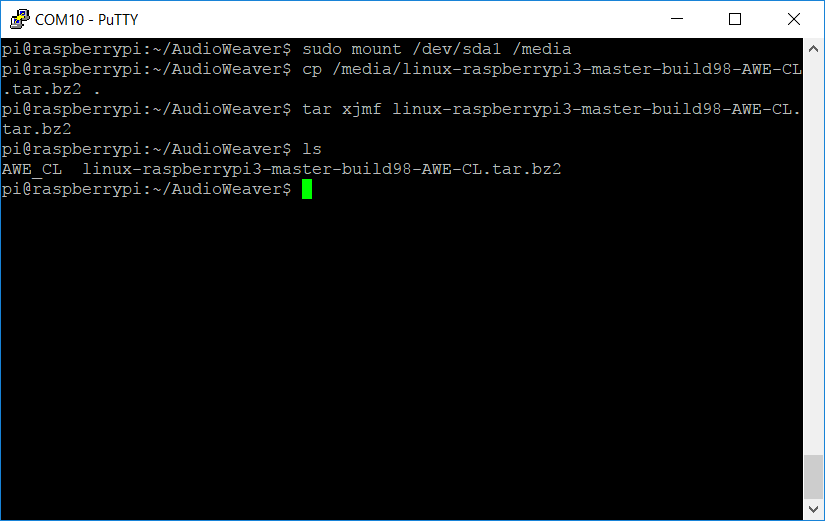 COM10 - PuTTY
pi@raspberrypi:~/AudioWeaver$ sudo mount /dev/sda1 /media
pi@raspberrypi:~/AudioWeaver$ cp /media/linux-raspberrypi3-master-build98-AWE-CL
.tar.bz2 .
pi@raspberrypi:~/AudioWeaver$ tar xjmf linux-raspberrypi3-master-build98-AWE-CL.
tar.bz2
pi@raspberrypi:~/AudioWeaver$ ls
AWE_CL  linux-raspberrypi3-master-build98-AWE-CL.tar.bz2
pi@raspberrypi:~/AudioWeaver$